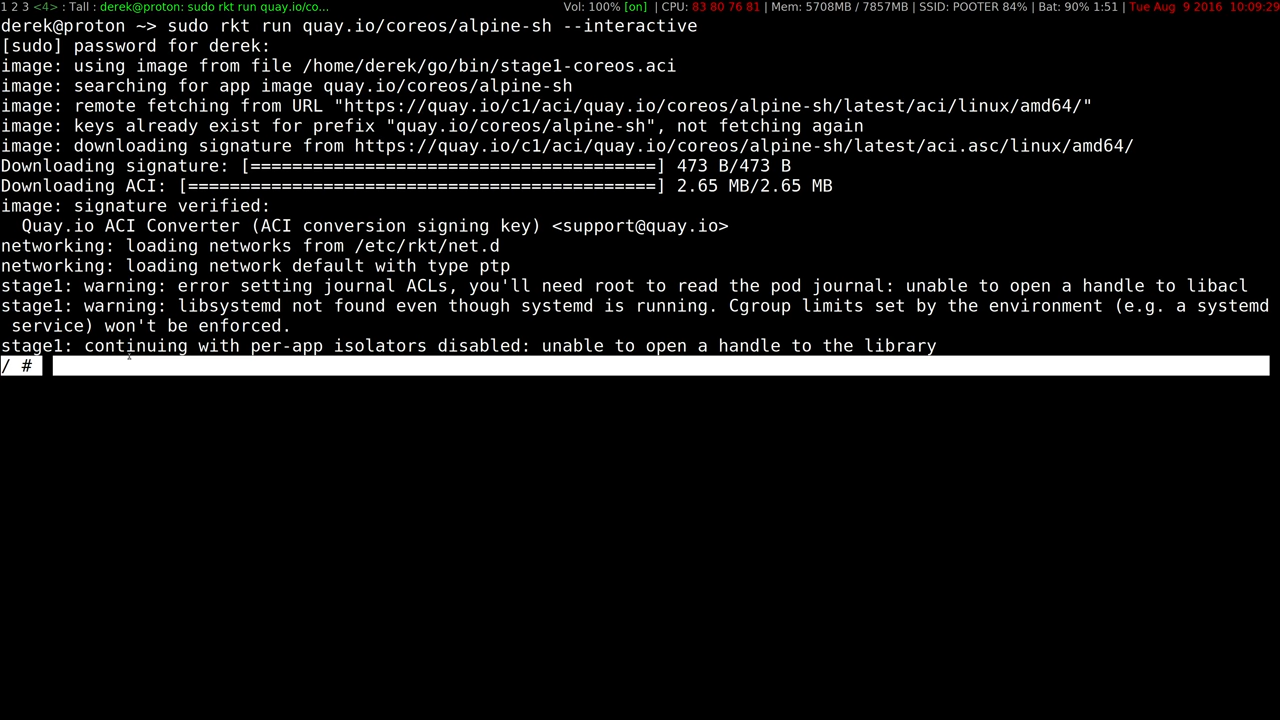 1 2 3 <4> : Tall : derek@proton: sudo rkt run quay.io/co... Vol: 100% [on] | CPU: 83 80 76 81 | Mem: 5708MB / 7857MB | SSID: POOTER 84% | Bat: 90% 1:51 | Tue Aug 9 2016 10:09:29
derek@proton ~> sudo rkt run quay.io/coreos/alpine-sh --interactive
[sudo] password for derek:
image: using image from file /home/derek/go/bin/stage1-coreos.aci
image: searching for app image quay.io/coreos/alpine-sh
image: remote fetching from URL "https://quay.io/c1/aci/quay.io/coreos/alpine-sh/latest/aci/linux/amd64/"
image: keys already exist for prefix "quay.io/coreos/alpine-sh", not fetching again
image: downloading signature from https://quay.io/c1/aci/quay.io/coreos/alpine-sh/latest/aci.asc/linux/amd64/
Downloading signature: [=======================================] 473 B/473 B
Downloading ACI: [=============================================] 2.65 MB/2.65 MB
image: signature verified:
  Quay.io ACI Converter (ACI conversion signing key) <support@quay.io>
networking: loading networks from /etc/rkt/net.d
networking: loading network default with type ptp
stage1: warning: error setting journal ACLs, you'll need root to read the pod journal: unable to open a handle to libacl
stage1: warning: libsystemd not found even though systemd is running. Cgroup limits set by the environment (e.g. a systemd
 service) won't be enforced.
stage1: continuing with per-app isolators disabled: unable to open a handle to the library
/ #